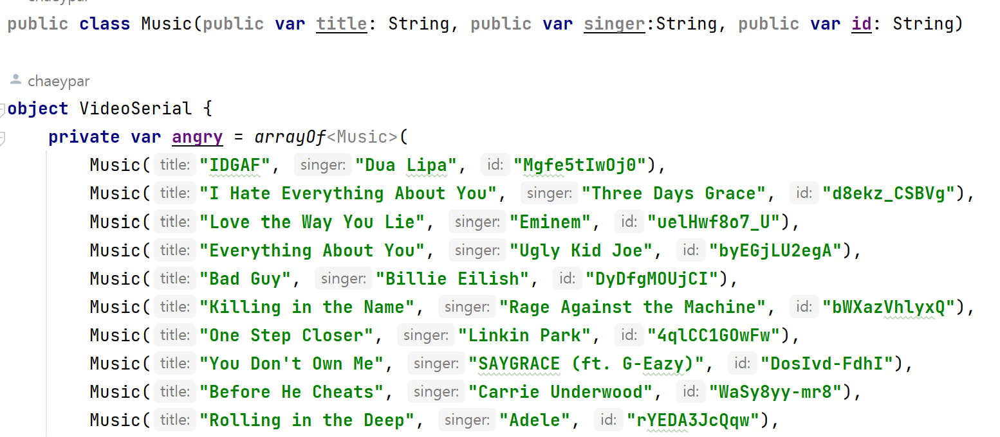 chaeypar
public class Music(public var title: String, public var singer:String, public var id: String)
chaeypar
object VideoSerial {
private var angry = arrayOf<Music>(
Music( title: "IDGAF", singer: "Dua Lipa", id: "Mgfe5tIwOj0"),
Music( title: "I Hate Everything About You", singer: "Three Days Grace", id: "d8ekz_CSBVg"),
Music( title: "Love the Way You Lie", singer: "Eminem", id: "uelHwf8o7_U"),
Music( title: "Everything About You", singer: "Ugly Kid Joe", id: "byEGjLU2egA"),
Music( title: "Bad Guy", singer: "Billie Eilish", id: "DyDfgMOUjCI"),
Music( title: "Killing in the Name", singer: "Rage Against the Machine", id: "bWXazVhlyxQ"),
Music( title: "One Step Closer", singer: "Linkin Park", id: "4qlCC1GOwFw"),
Music( title: "You Don't Own Me", singer: "SAYGRACE (ft. G-Eazy)", id: "DosIvd-FdhI"),
Music( title: "Before He Cheats", singer: "Carrie Underwood", id: "WaSy8yy-mr8"),
Music( title: "Rolling in the Deep", singer: "Adele", id: "rYEDA3JcQqw"),